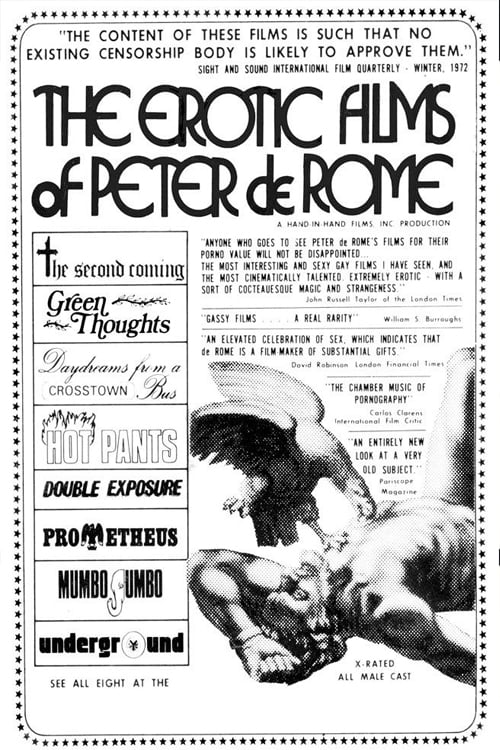 "THE CONTENT OF THESE FILMS IS SUCH THAT NO
EXISTING CENSORSHIP BODY IS LIKELY TO APPROVE THEM."
SIGHT AND SOUND INTERNATIONAL FILM QUARTERLY - WINTER, 1972
THE EROTIC FILMS
of PETER de ROME
A HAND-IN-HAND FILMS, INC. PRODUCTION
the second coming
Green
Thoughts
Daydreams from a
CROSSTOWN Bus
HOT PANTS
DOUBLE EXPOSURE
PROMETHEUS
MUMBO JUMBO
underground
SEE ALL EIGHT AT THE
"ANYONE WHO GOES TO SEE PETER de ROME'S FILMS FOR THEIR
PORNO VALUE WILL NOT BE DISAPPOINTED...
THE MOST INTERESTING AND SEXY GAY FILMS I HAVE SEEN, AND
THE MOST CINEMATICALLY TALENTED. EXTREMELY EROTIC - WITH A
SORT OF COCTEAUESQUE MAGIC AND STRANGENESS."
John Russell Taylor of the London Times
"GASSY FILMS . . . . A REAL RARITY" William S. Burroughs
"AN ELEVATED CELEBRATION OF SEX, WHICH INDICATES THAT
de ROME IS A FILM-MAKER OF SUBSTANTIAL GIFTS."
David Robinson London Financial Times
"THE CHAMBER MUSIC OF
PORNOGRAPHY"
Carlos Clarens
International Film Critic
"AN ENTIRELY NEW
LOOK AT A VERY
OLD SUBJECT."
Pariscope
Magazine
X-RATED
ALL MALE CAST